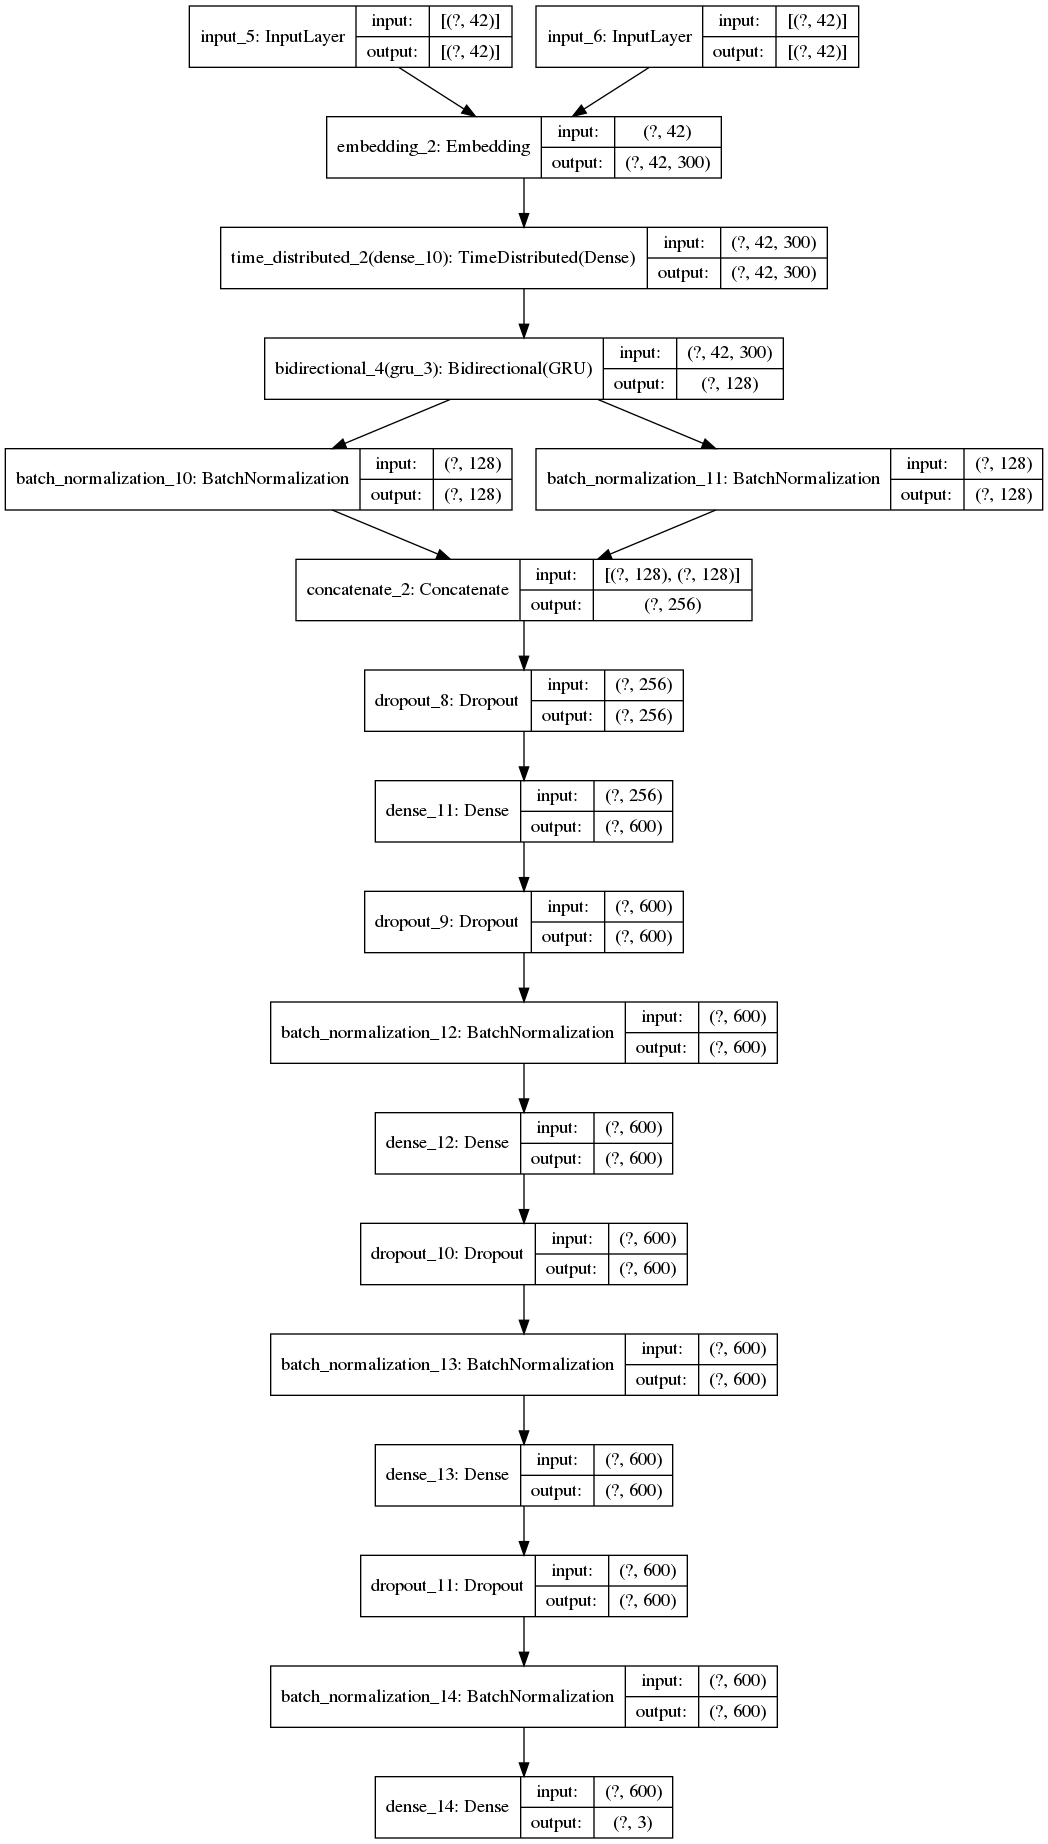 input_5: InputLayer
input: [(?, 42)]
output: [(?, 42)]
input_6: InputLayer
input: [(?, 42)]
output: [(?, 42)]
embedding_2: Embedding
input: (?, 42)
output: (?, 42, 300)
time_distributed_2(dense_10): TimeDistributed(Dense)
input: (?, 42, 300)
output: (?, 42, 300)
bidirectional_4(gru_3): Bidirectional(GRU)
input: (?, 42, 300)
output: (?, 128)
batch_normalization_10: BatchNormalization
input: (?, 128)
output: (?, 128)
batch_normalization_11: BatchNormalization
input: (?, 128)
output: (?, 128)
concatenate_2: Concatenate
input: [(?, 128), (?, 128)]
output: (?, 256)
dropout_8: Dropout
input: (?, 256)
output: (?, 256)
dense_11: Dense
input: (?, 256)
output: (?, 600)
dropout_9: Dropout
input: (?, 600)
output: (?, 600)
batch_normalization_12: BatchNormalization
input: (?, 600)
output: (?, 600)
dense_12: Dense
input: (?, 600)
output: (?, 600)
dropout_10: Dropout
input: (?, 600)
output: (?, 600)
batch_normalization_13: BatchNormalization
input: (?, 600)
output: (?, 600)
dense_13: Dense
input: (?, 600)
output: (?, 600)
dropout_11: Dropout
input: (?, 600)
output: (?, 600)
batch_normalization_14: BatchNormalization
input: (?, 600)
output: (?, 600)
dense_14: Dense
input: (?, 600)
output: (?, 3)